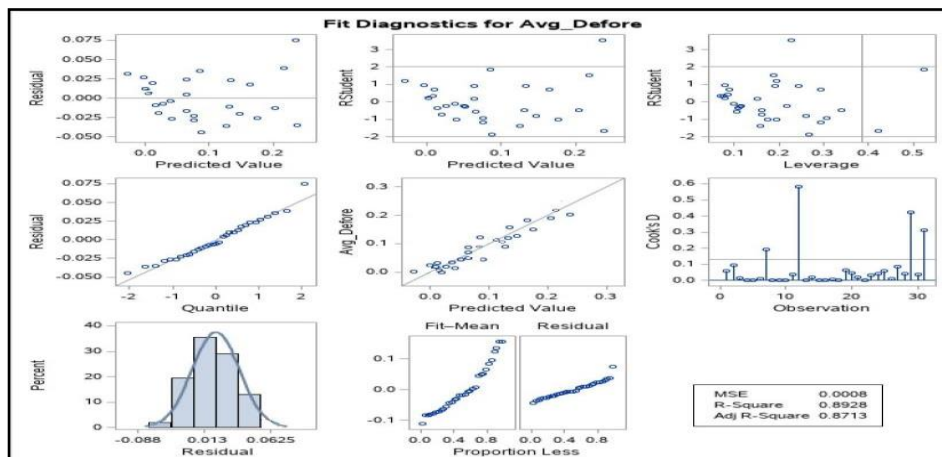 Fit Diagnostics for Avg_Defore
0.075
0.050
0.025
0.000
-0.025
-0.050
Residual
0.0 0.1 0.2
Predicted Value
3
2
1
0
-1
-2
RStudent
0.0 0.1 0.2
Predicted Value
3
2
1
0
-1
-2
RStudent
0.1 0.2 0.3 0.4 0.5
Leverage
0.075
0.050
0.025
0.000
-0.025
-0.050
Residual
-2 -1 0 1 2
Quantile
0.3
0.2
0.1
0.0
Avg_Defore
0.0 0.1 0.2 0.3
Predicted Value
0.6
0.5
0.4
0.3
0.2
0.1
0.0
Cook's D
0 10 20 30
Observation
40
30
20
10
0
Percent
-0.088 0.013 0.0625
Residual
Fit–Mean Residual
0.1
0.0
-0.1
0.0 0.4 0.8 0.0 0.4 0.8
Proportion Less
MSE 0.0008
R-Square 0.8928
Adj R-Square 0.8713